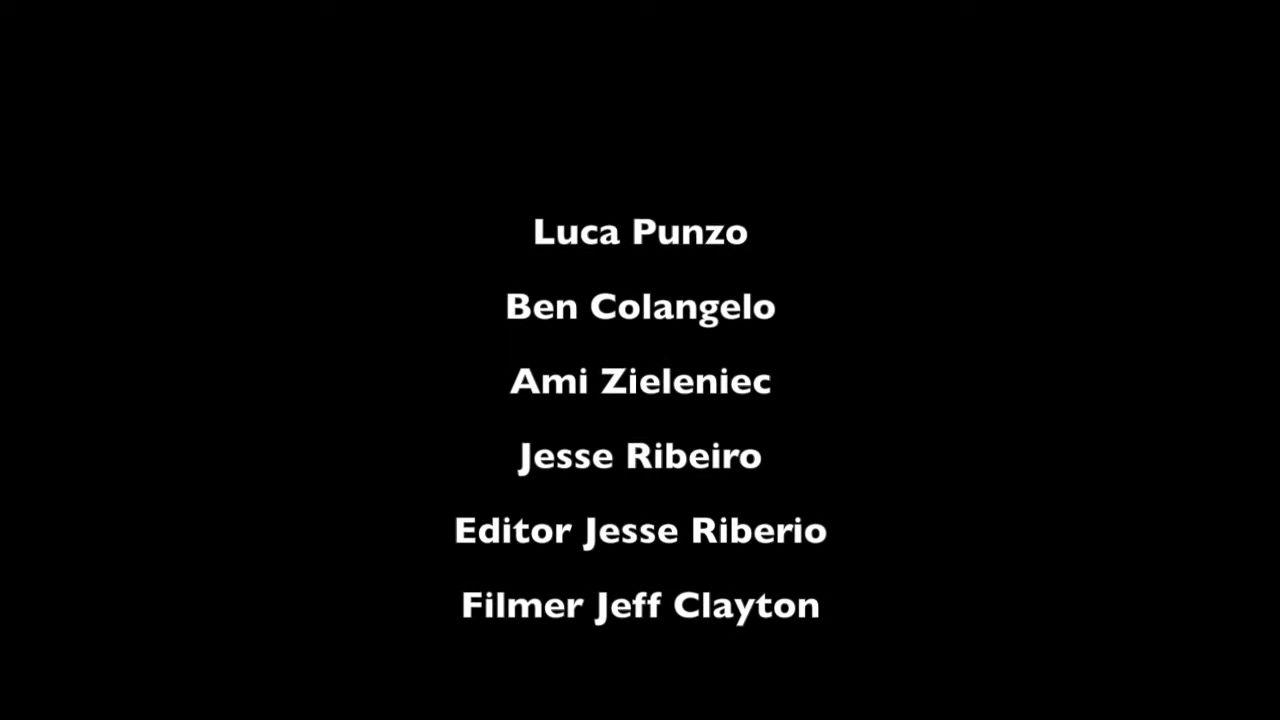 Luca Punzo
Ben Colangelo
Ami Zieleniec
Jesse Ribeiro
Editor Jesse Riberio
Filmer Jeff Clayton